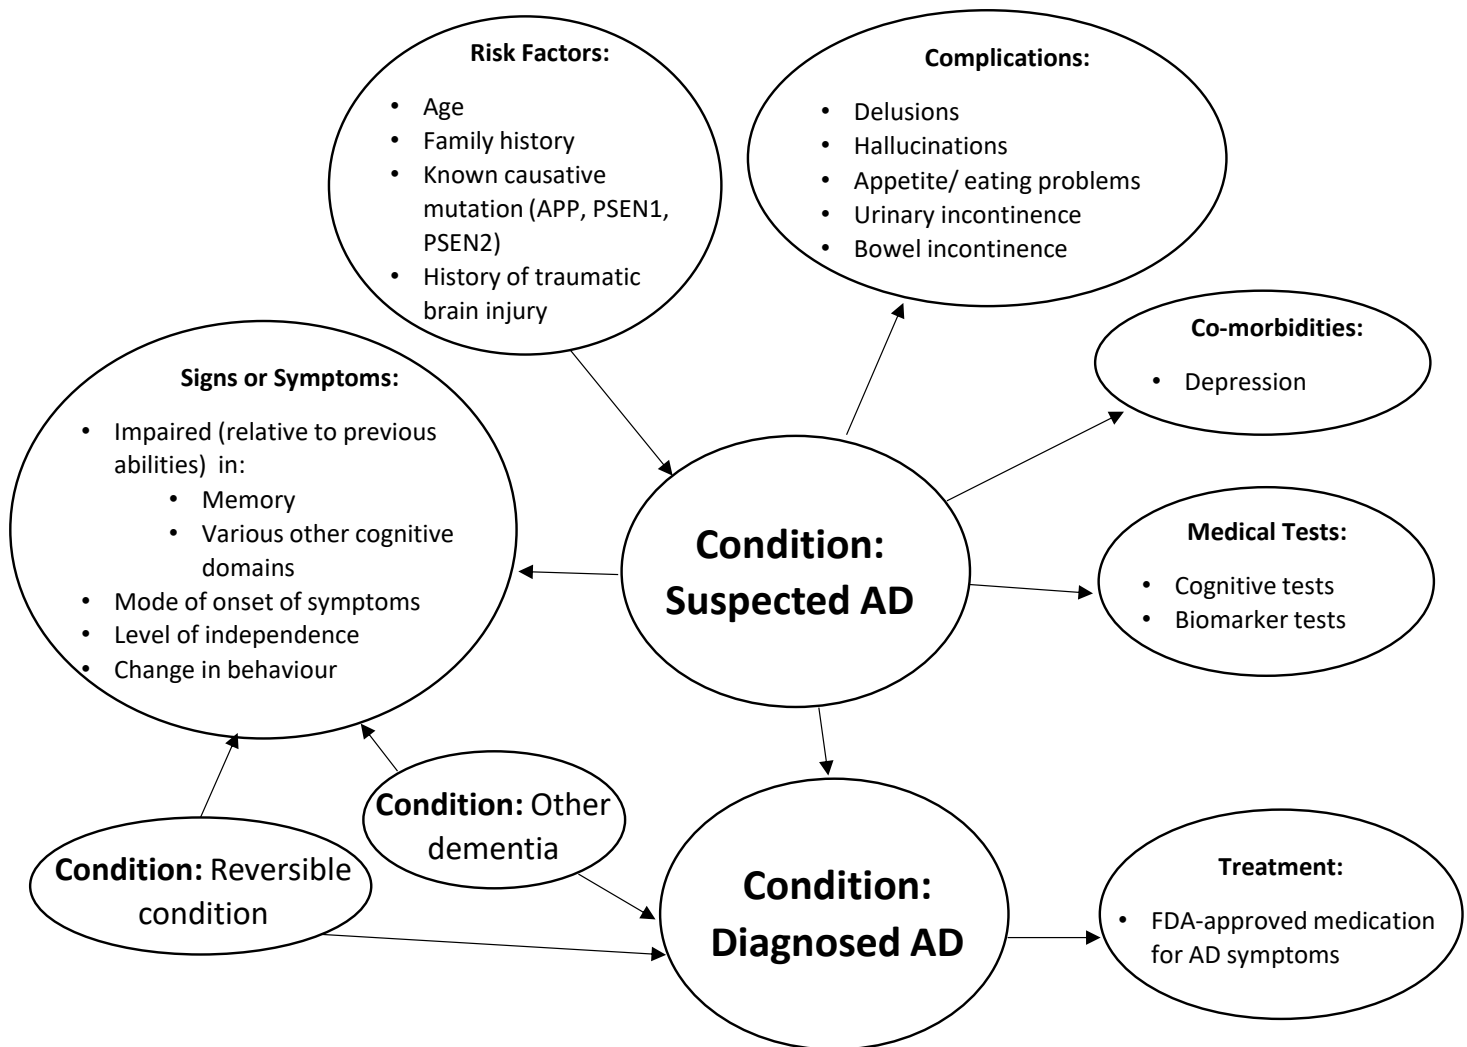 Risk Factors:
• Age
• Family history
• Known causative
mutation (APP, PSEN1,
PSEN2)
• History of traumatic
brain injury
Complications:
• Delusions
• Hallucinations
• Appetite/ eating problems
• Urinary incontinence
• Bowel incontinence
Co-morbidities:
• Depression
Signs or Symptoms:
• Impaired (relative to previous
abilities)  in:
• Memory
• Various other cognitive
domains
• Mode of onset of symptoms
• Level of independence
• Change in behaviour
Condition:
Suspected AD
Medical Tests:
• Cognitive tests
• Biomarker tests
Condition: Other
dementia
Condition: Reversible
condition
Condition:
Diagnosed AD
Treatment:
• FDA-approved medication
for AD symptoms